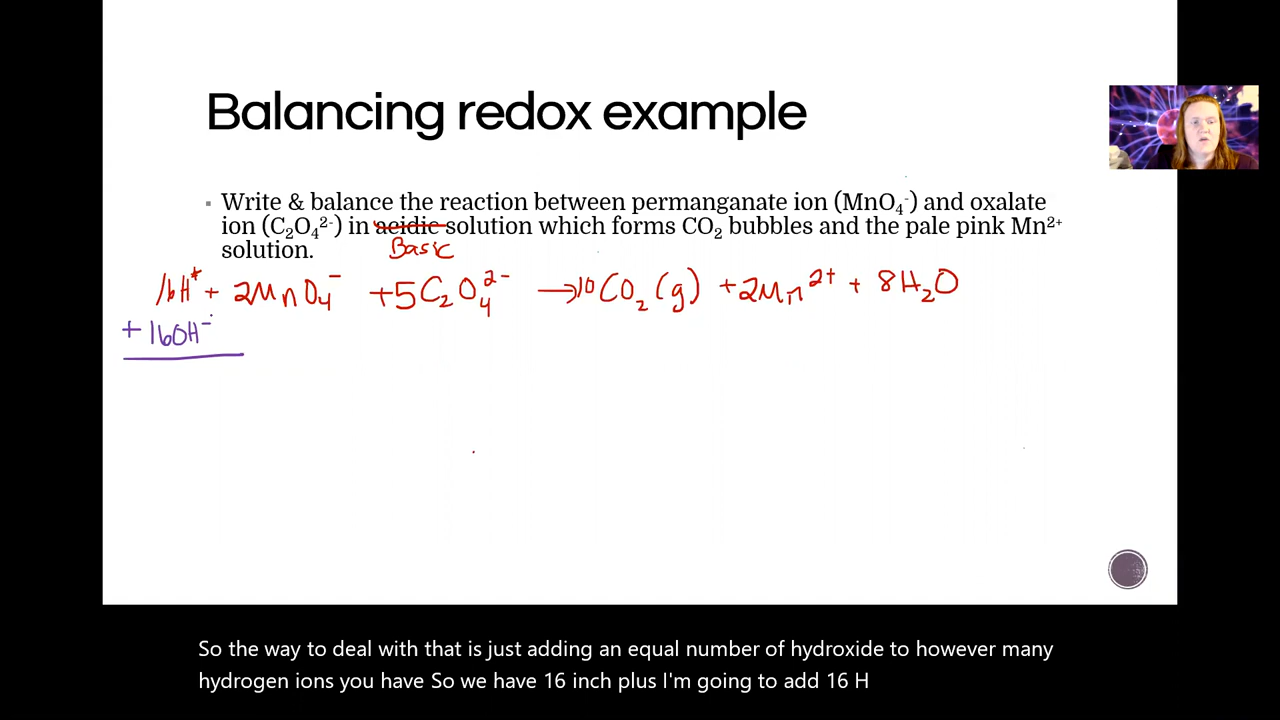 Balancing redox example
▪ Write & balance the reaction between permanganate ion (MnO₄⁻) and oxalate
ion (C₂O₄²⁻) in acidic solution which forms CO₂ bubbles and the pale pink Mn²⁺
solution. Basic
16H⁺ + 2MnO₄⁻ + 5C₂O₄²⁻ → 10CO₂(g) + 2Mn²⁺ + 8H₂O
+ 16OH⁻
So the way to deal with that is just adding an equal number of hydroxide to however many
hydrogen ions you have So we have 16 inch plus I'm going to add 16 H